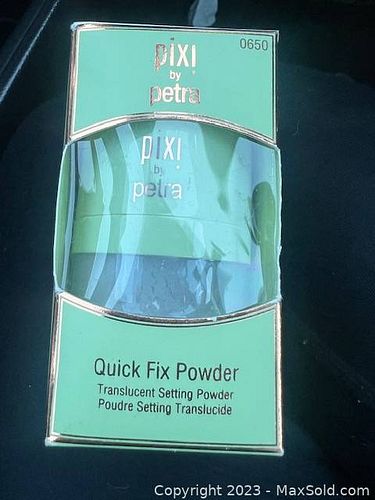 0650
pixi
by
petra
pixi
by
petra
Quick Fix Powder
Translucent Setting Powder
Poudre Setting Translucide
Copyright 2023 - MaxSold.com